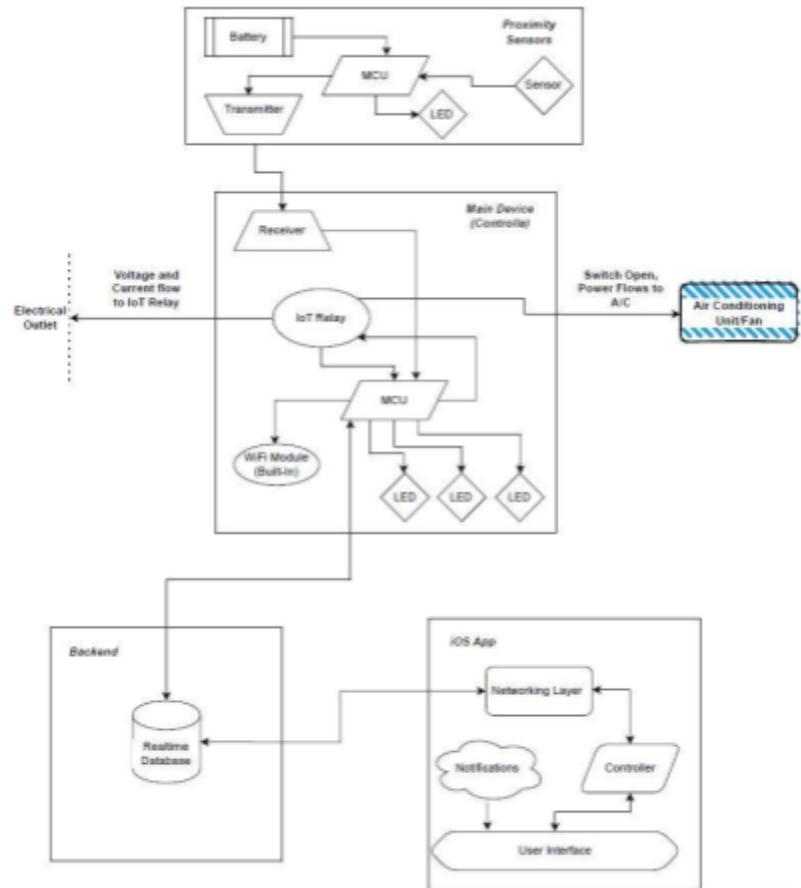 Proximity
Sensors
Battery
MCU
Sensor
Transmitter
LED
Main Device
(Controlla)
Receiver
Voltage and
Current flow
to IoT Relay
Electrical
Outlet
IoT Relay
Switch Open,
Power Flows to
A/C
Air Conditioning
Unit/Fan
MCU
WiFi Module
(Built-in)
LED
LED
LED
Backend
Realtime
Database
iOS App
Networking Layer
Notifications
Controller
User Interface